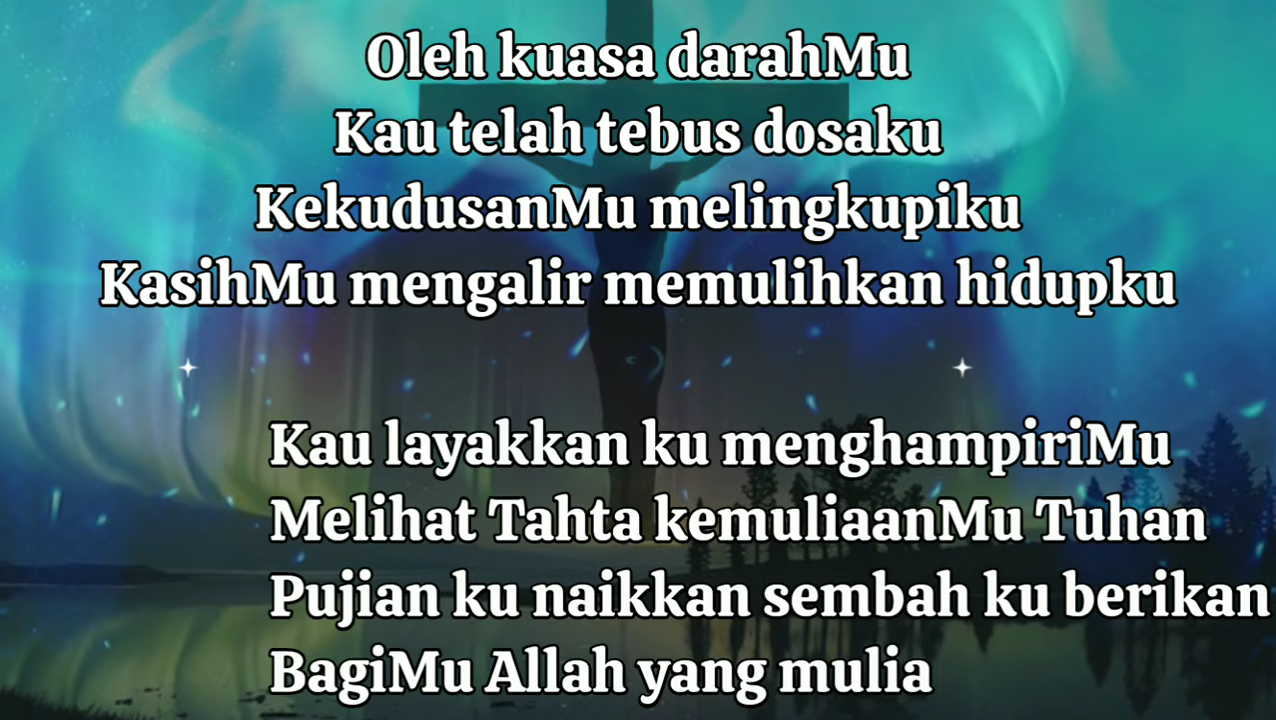 Oleh kuasa darahMu
Kau telah tebus dosaku
KekudusanMu melingkupiku
KasihMu mengalir memulihkan hidupku
Kau layakkan ku menghampiriMu
Melihat Tahta kemuliaanMu Tuhan
Pujian ku naikkan sembah ku berikan
BagiMu Allah yang mulia